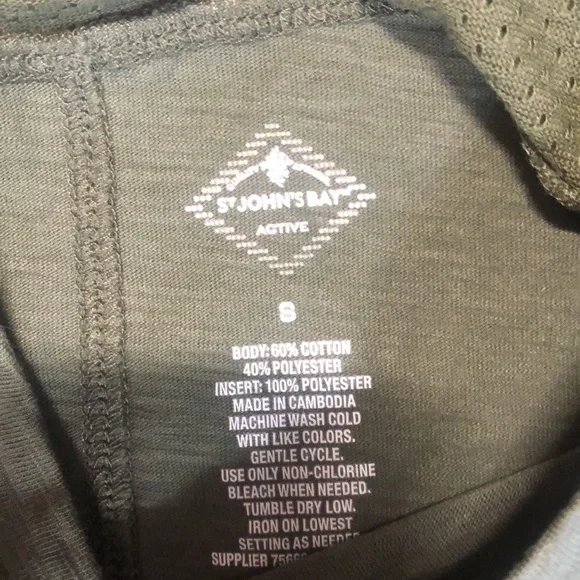 ST JOHN'S BAY
ACTIVE
S
BODY: 60% COTTON
40% POLYESTER
INSERT: 100% POLYESTER
MADE IN CAMBODIA
MACHINE WASH COLD
WITH LIKE COLORS.
GENTLE CYCLE.
USE ONLY NON-CHLORINE
BLEACH WHEN NEEDED.
TUMBLE DRY LOW.
IRON ON LOWEST
SETTING AS
SUPPLIER